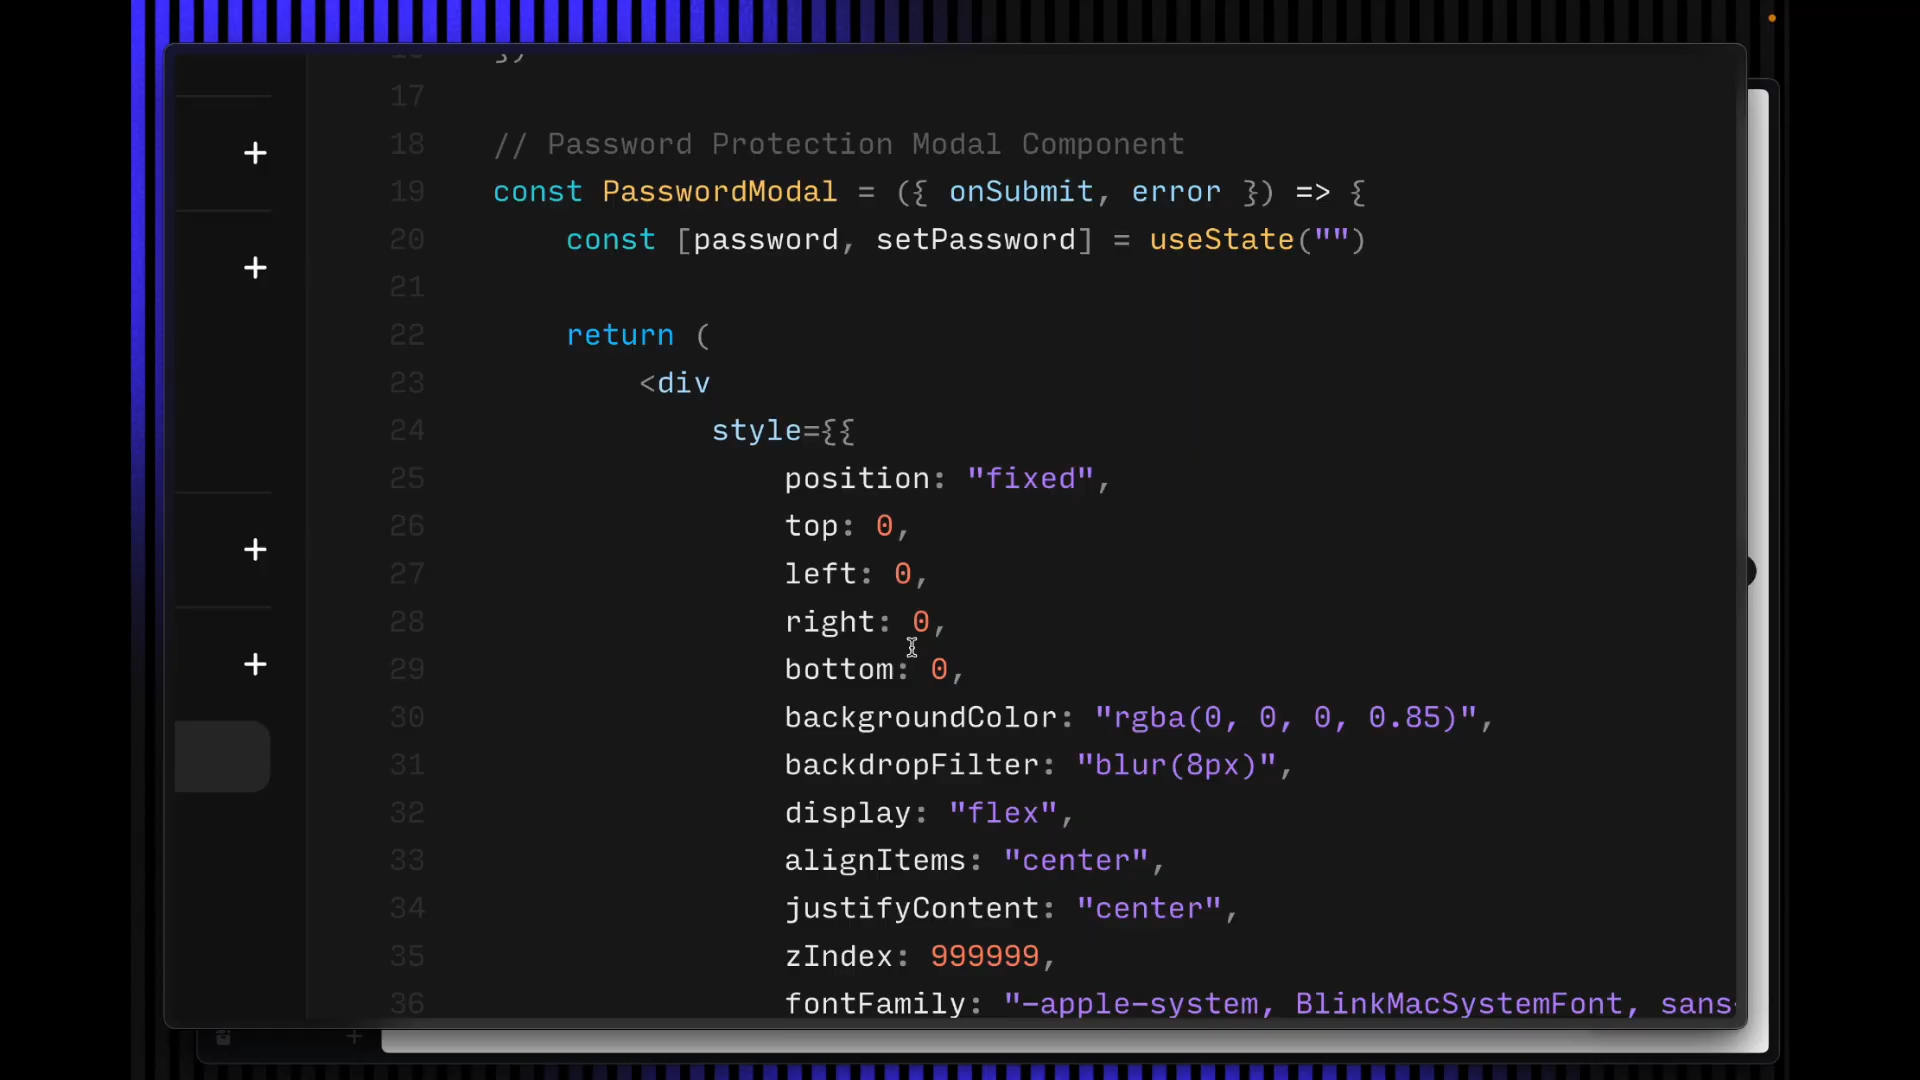 17
18 // Password Protection Modal Component
19 const PasswordModal = ({ onSubmit, error }) => {
20 const [password, setPassword] = useState("")
21
22 return (
23 <div
24 style={{
25 position: "fixed",
26 top: 0,
27 left: 0,
28 right: 0,
29 bottom: 0,
30 backgroundColor: "rgba(0, 0, 0, 0.85)",
31 backdropFilter: "blur(8px)",
32 display: "flex",
33 alignItems: "center",
34 justifyContent: "center",
35 zIndex: 999999,
36 fontFamily: "-apple-system, BlinkMacSystemFont, sans-